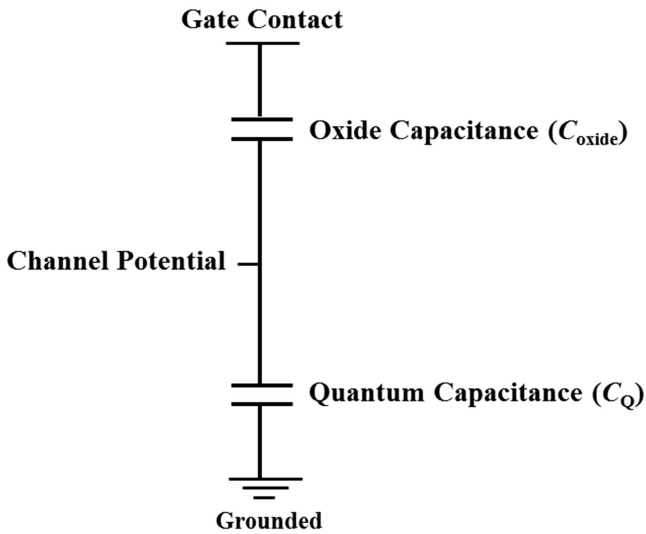 Gate Contact
Oxide Capacitance (Coxide)
Channel Potential
Quantum Capacitance (CQ)
Grounded